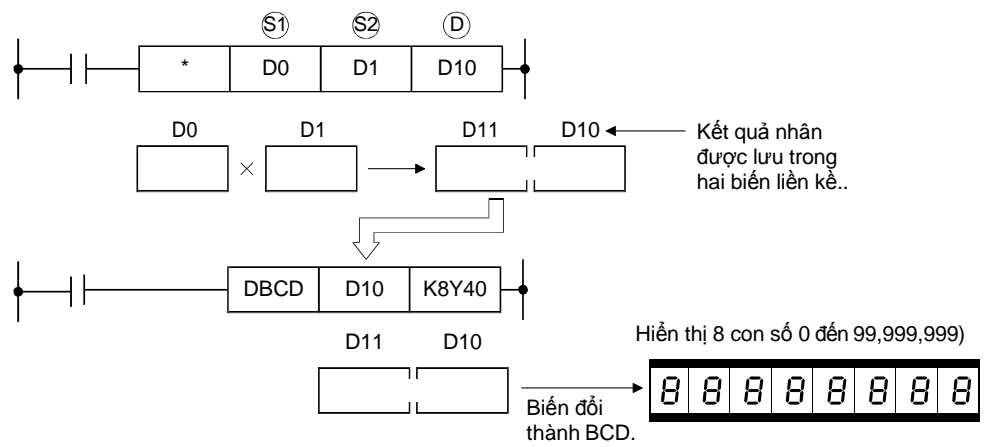 S1 S2 D
* D0 D1 D10
D0 D1 D11 D10
× 
Kết quả nhân
được lưu trong
hai biến liền kề..
DBCD D10 K8Y40
D11 D10
Hiển thị 8 con số 0 đến 99,999,999)
8 8 8 8 8 8 8 8
Biến đổi
thành BCD.